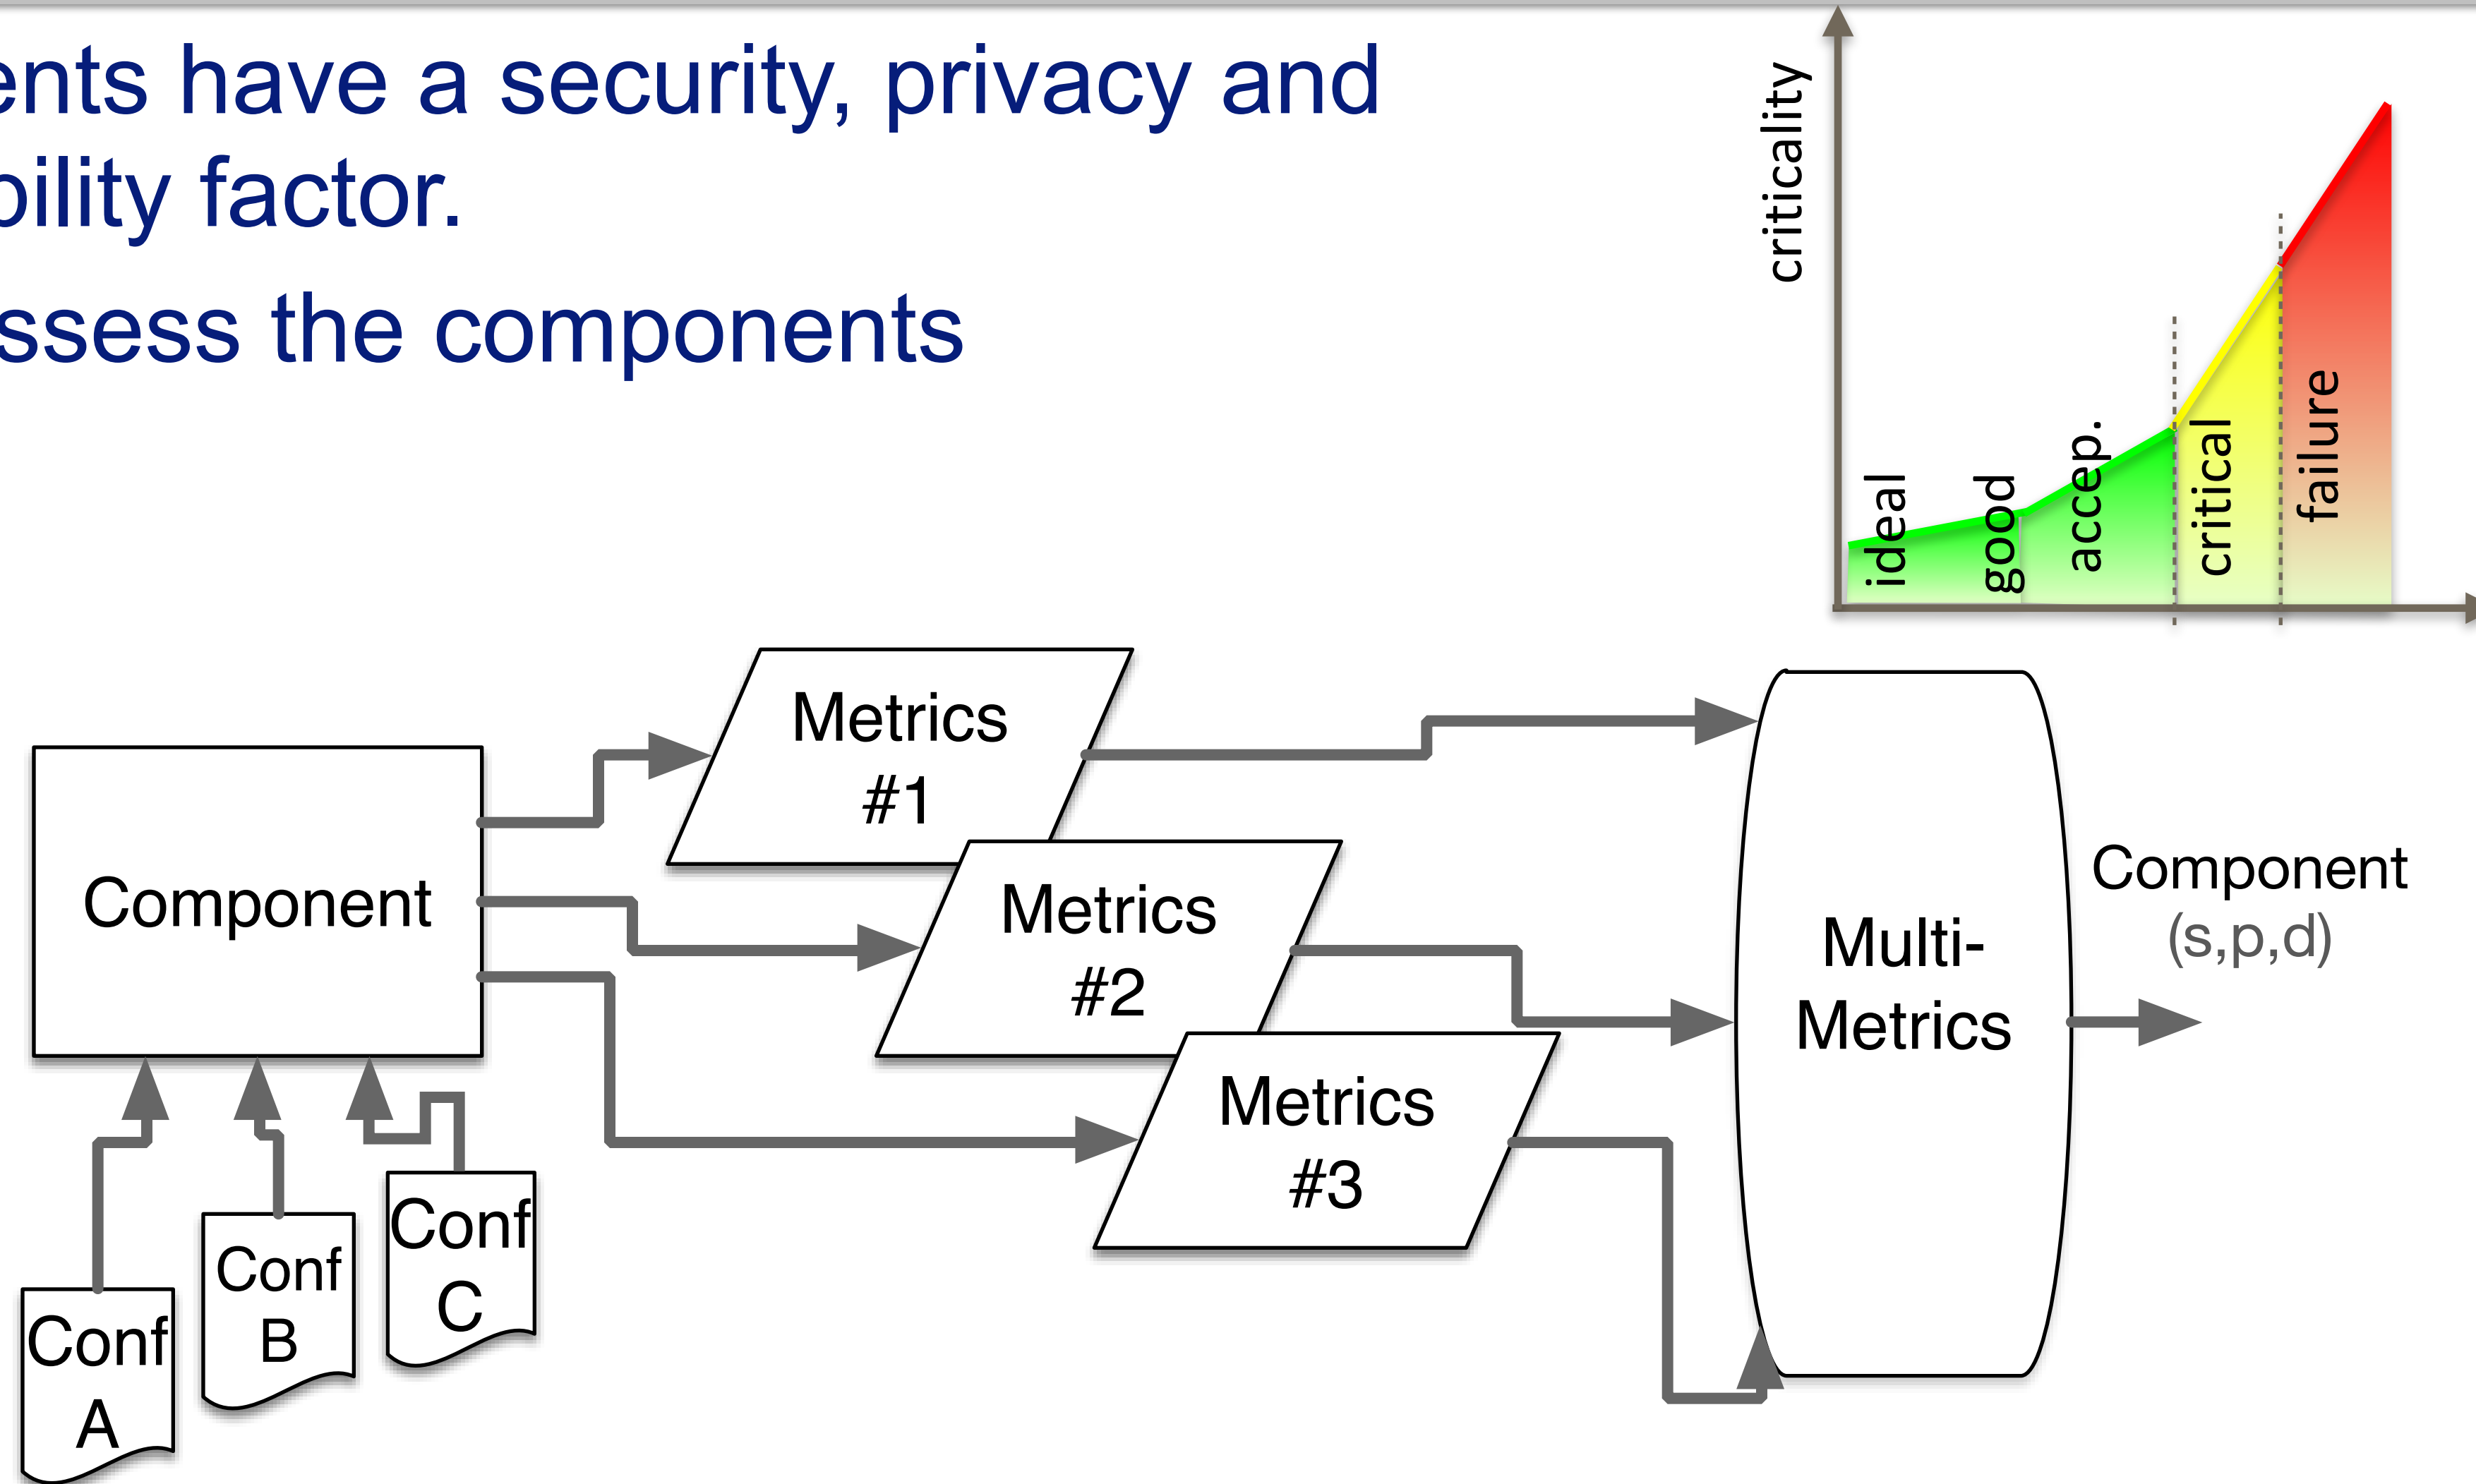 ents have a security, privacy and
bility factor.
ssess the components
criticality
ideal
good
accep.
critical
failure
Metrics
#1
Metrics
#2
Metrics
#3
Component
Multi-
Metrics
Component
(s,p,d)
Conf
A
Conf
B
Conf
C